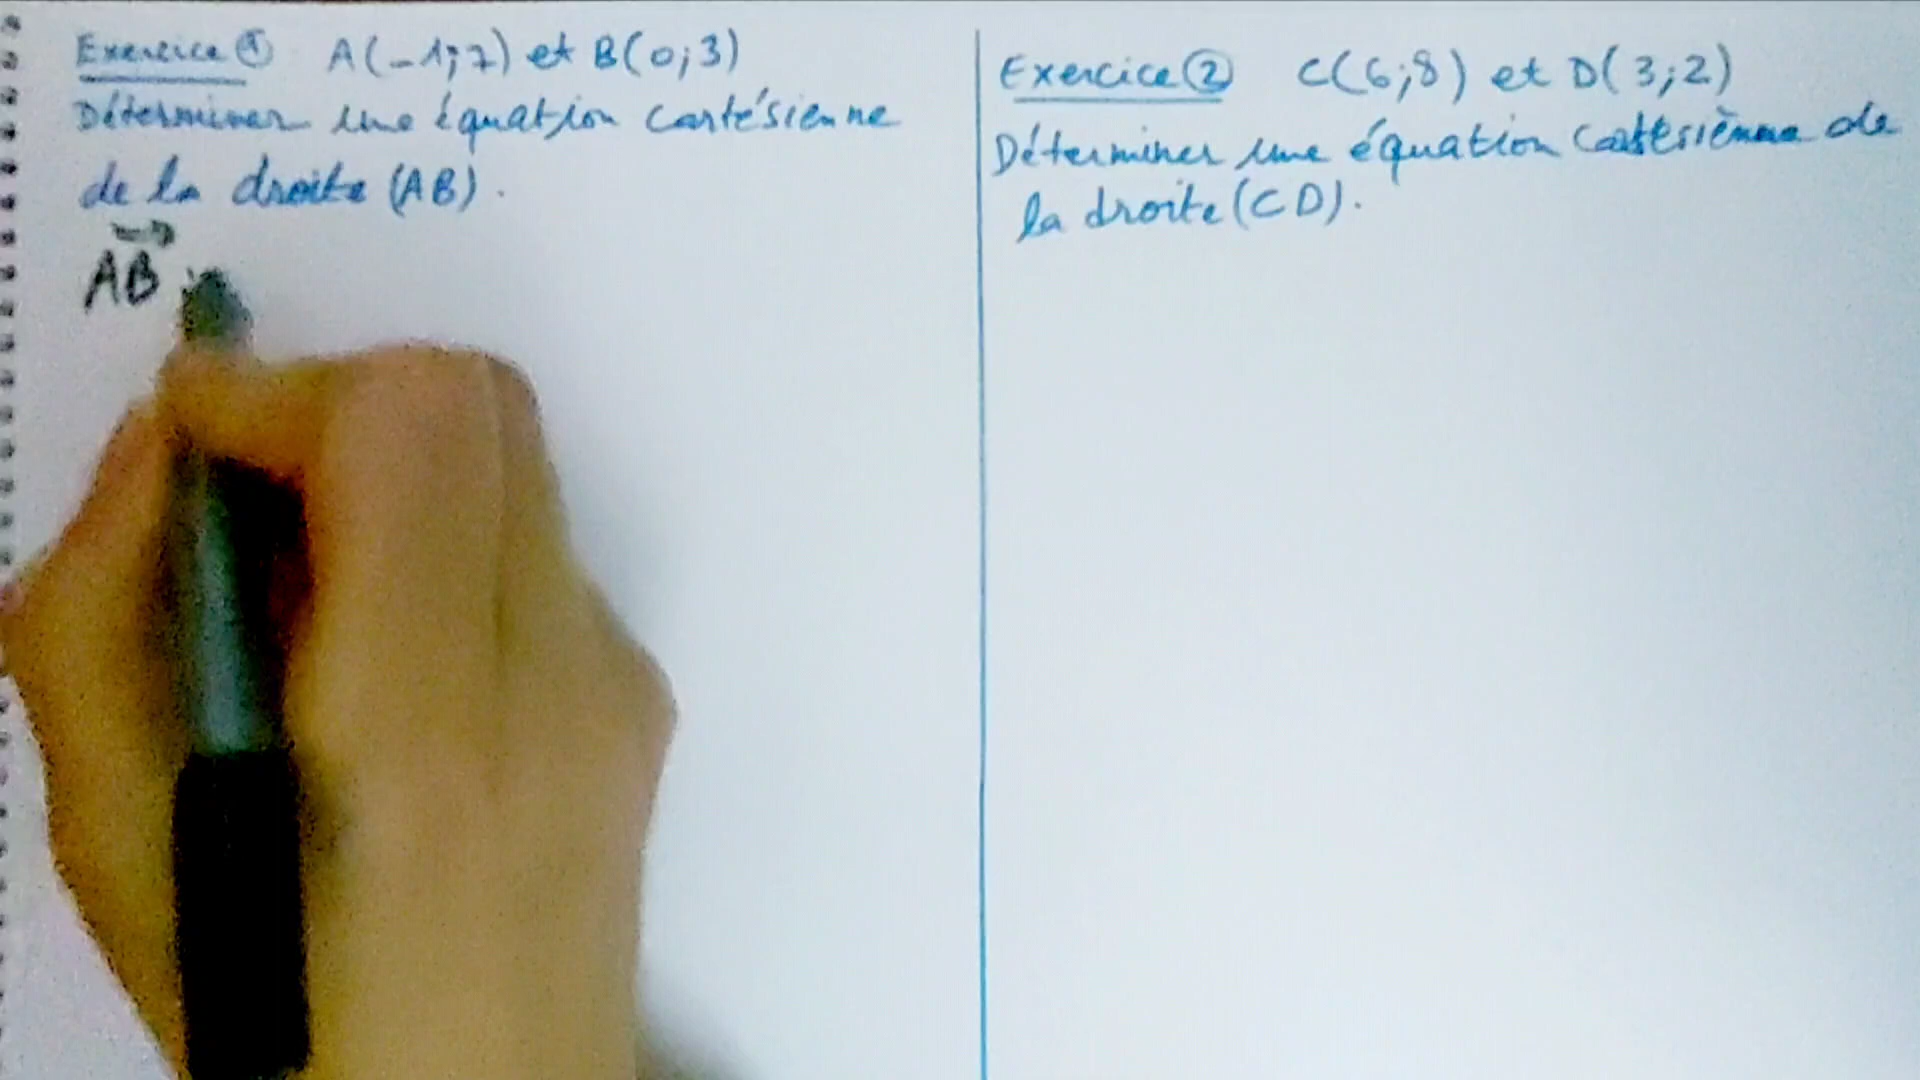 Exercice ① A(-1;7) et B(0;3)
Déterminer une équation cartésienne
de la droite (AB).
AB
Exercice ② C(6;8) et D(3;2)
Déterminer une équation cartesiènne de
la droite (CD).